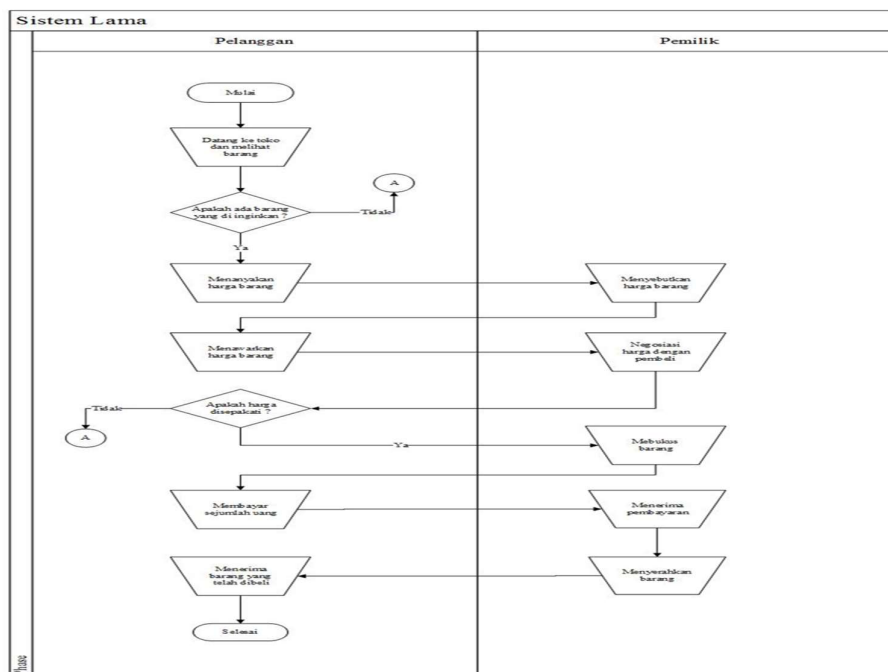 Sistem Lama
Pelanggan
Pemilik
Mulai
Datang ke toko
dan melihat
barang
A
Apakah ada barang
yang di inginkan ?
Tidak
Ya
Menanyakan
harga barang
Menyebutkan
harga barang
Menawarkan
harga barang
Negosiasi
harga dengan
pembeli
Apakah harga
disepakati ?
Tidak
A
Ya
Mebukus
barang
Membayar
sejumlah uang
Menerima
pembayaran
Menerima
barang yang
telah dibeli
Menyerahkan
barang
Selesai
Phase